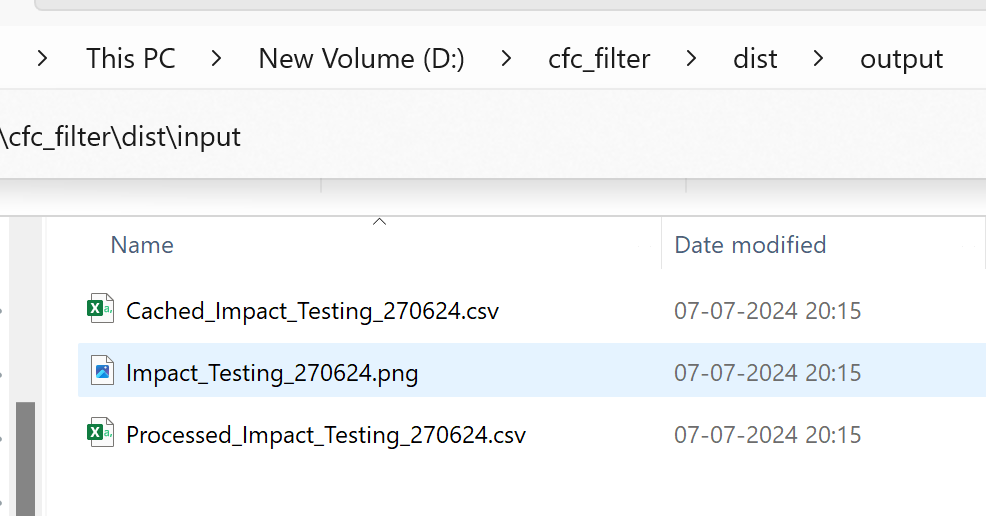 This PC > New Volume (D:) > cfc_filter > dist > output
\cfc_filter\dist\input
Name Date modified
Cached_Impact_Testing_270624.csv 07-07-2024 20:15
Impact_Testing_270624.png 07-07-2024 20:15
Processed_Impact_Testing_270624.csv 07-07-2024 20:15